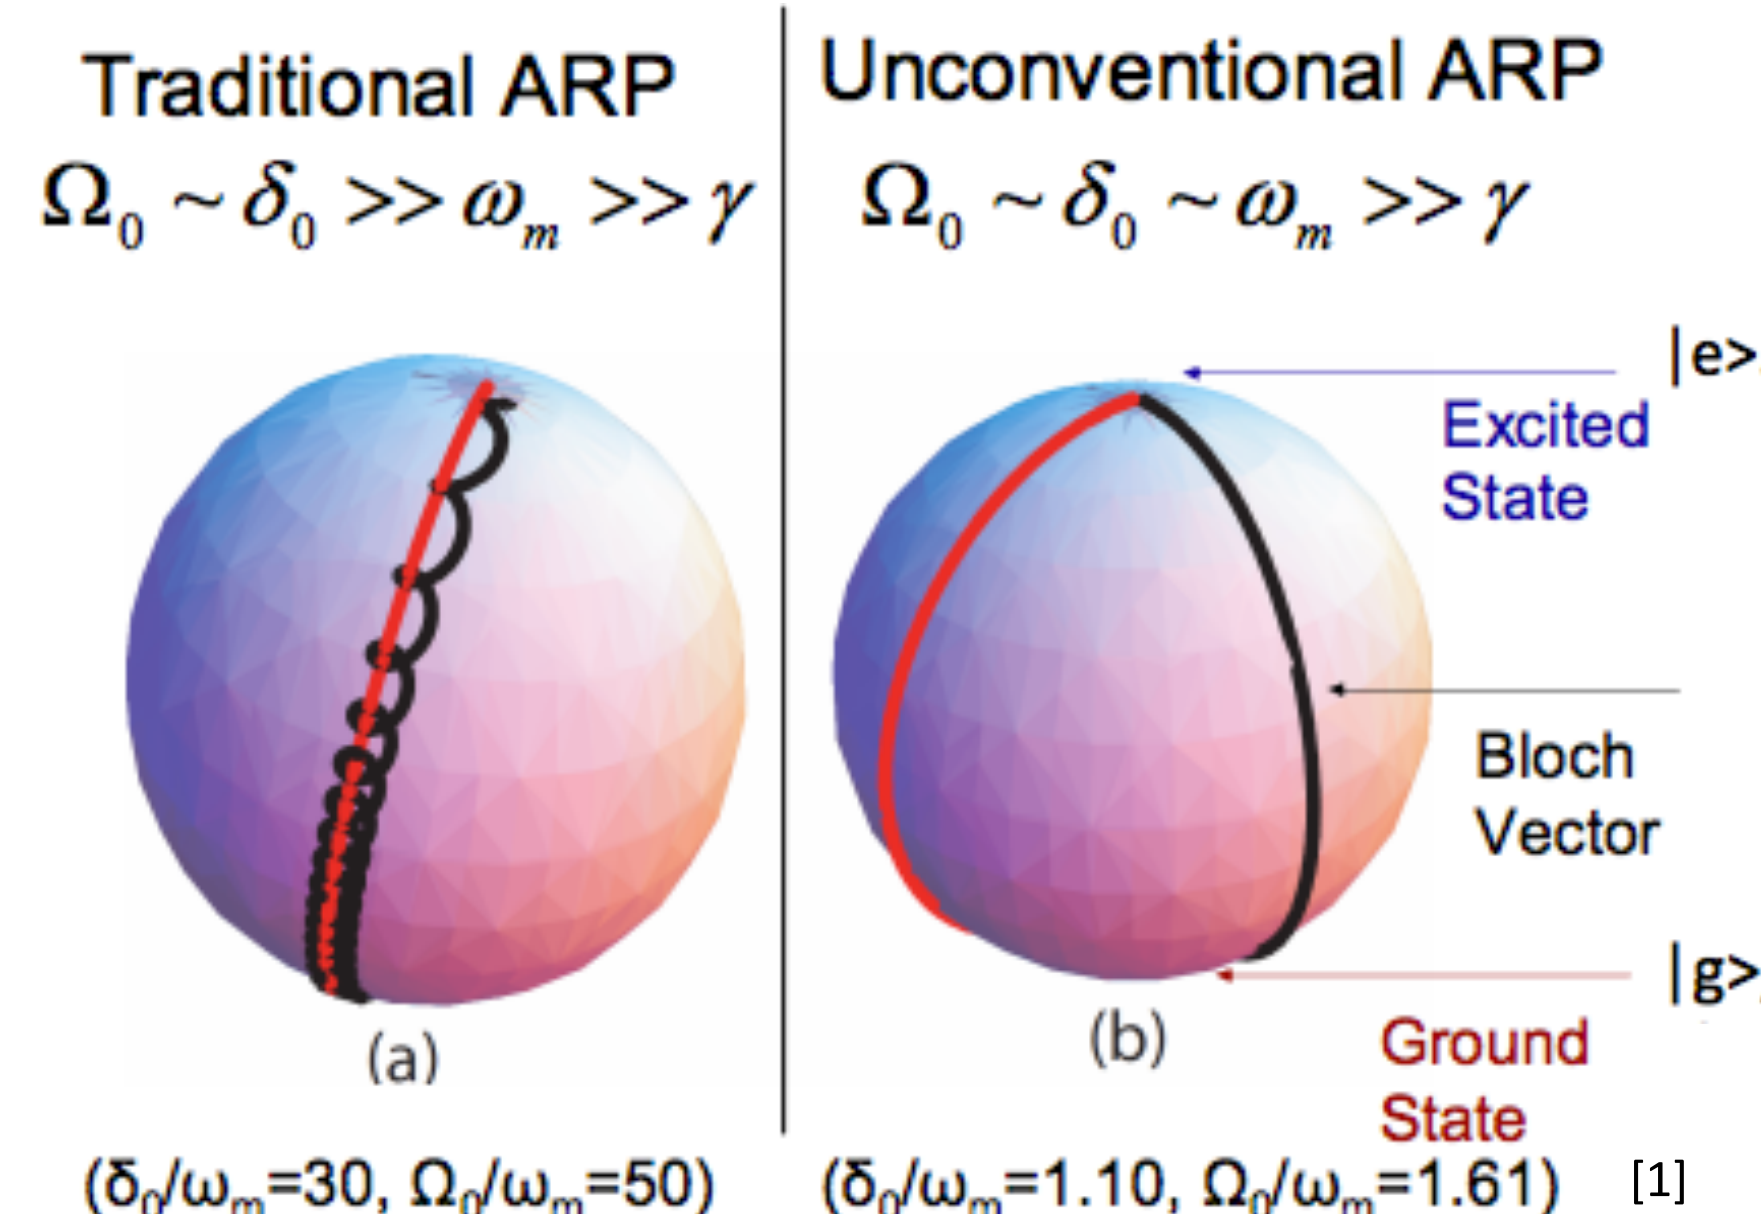 Traditional ARP
Ω₀ ~ δ₀ >> ωₘ >> γ
(a)
(δ₀/ωₘ=30, Ω₀/ωₘ=50)
Unconventional ARP
Ω₀ ~ δ₀ ~ ωₘ >> γ
|e>
Excited
State
Bloch
Vector
|g>
Ground
State
(b)
(δ₀/ωₘ=1.10, Ω₀/ωₘ=1.61)
[1]